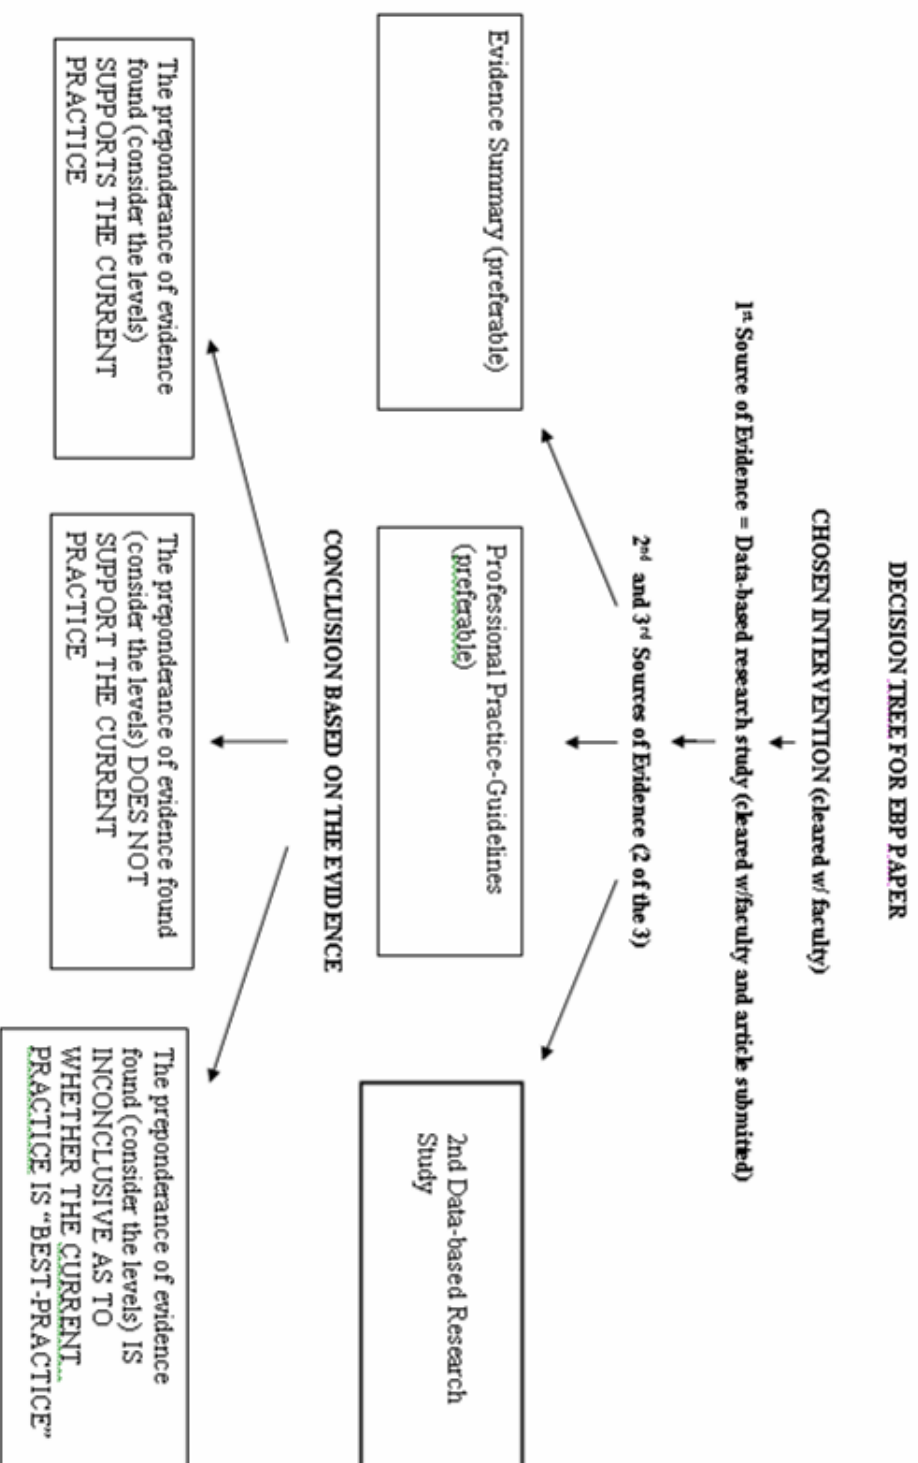 DECISION TREE FOR EBP PAPER
CHOSEN INTERVENTION (cleared w/ faculty)
1st Source of Evidence = Data-based research study (cleared w/faculty and article submitted)
2nd and 3rd Sources of Evidence (2 of the 3)
Evidence Summary (preferable)
Professional Practice-Guidelines
(preferable)
2nd Data-based Research
Study
CONCLUSION BASED ON THE EVIDENCE
The preponderance of evidence
found (consider the levels)
SUPPORTS THE CURRENT
PRACTICE
The preponderance of evidence found
(consider the levels) DOES NOT
SUPPORT THE CURRENT
PRACTICE
The preponderance of evidence
found (consider the levels) IS
INCONCLUSIVE AS TO
WHETHER THE CURRENT
PRACTICE IS “BEST-PRACTICE”